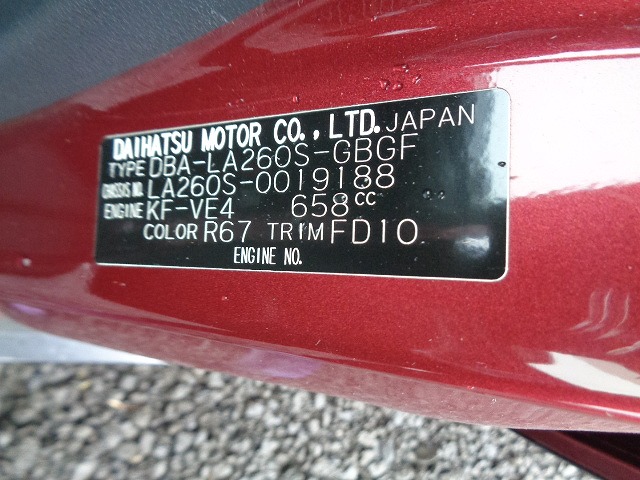 DAIHATSU MOTOR CO., LTD. JAPAN
TYPE DBA-LA260S-GBGF
CHASSIS NO. LA260S-0019188
ENGINE KF-VE4 658CC
COLOR R67 TRIM FD10
ENGINE NO.